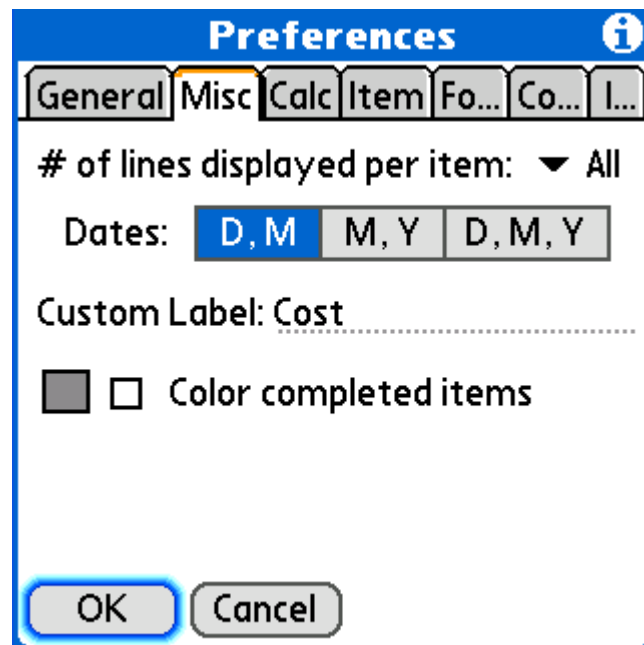 Preferences
General Misc Calc Item Fo... Co... I...
# of lines displayed per item: All
Dates: D, M M, Y D, M, Y
Custom Label: Cost
Color completed items
OK Cancel